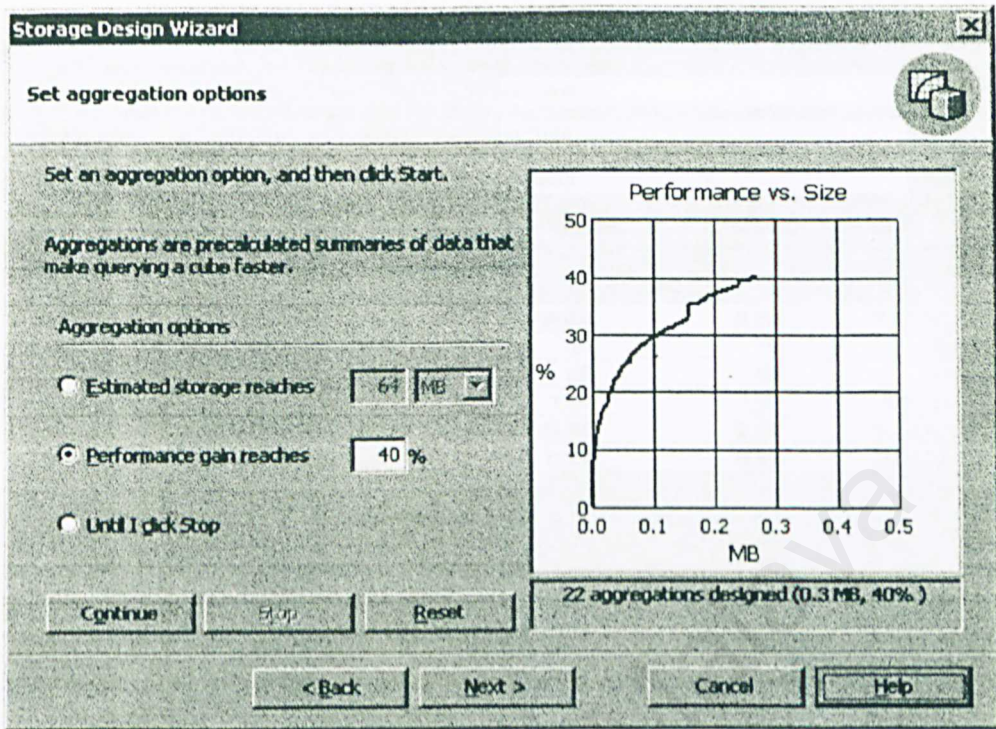 Storage Design Wizard
Set aggregation options
Set an aggregation option, and then click Start.
Aggregations are precalculated summaries of data that
make querying a cube faster.
Aggregation options
Estimated storage reaches 64 MB
Performance gain reaches 40 %
Until I click Stop
Continue Stop Reset
Performance vs. Size
50
40
30
%
20
10
0
0.0 0.1 0.2 0.3 0.4 0.5
MB
22 aggregations designed (0.3 MB, 40% )
< Back Next > Cancel Help